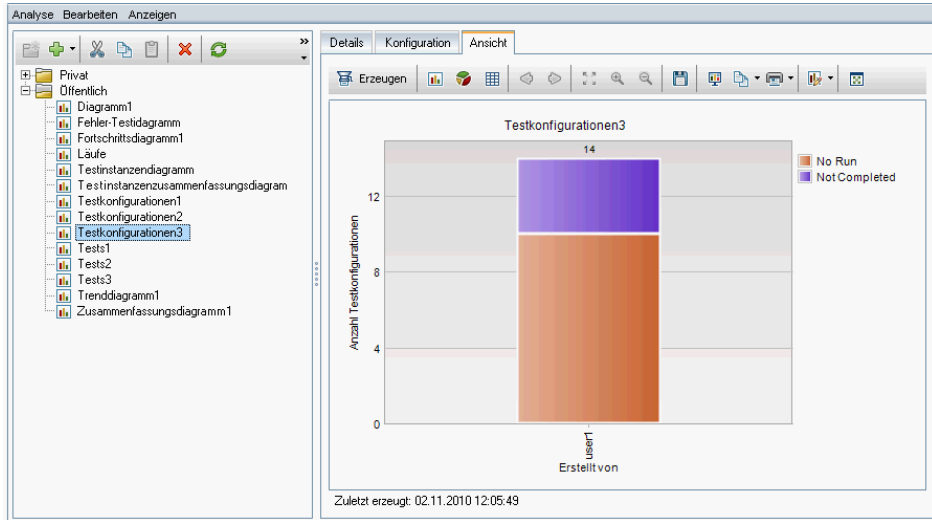 Analyse Bearbeiten Anzeigen
»
Privat
Öffentlich
Diagramm1
Fehler-Testidagramm
Fortschrittsdiagramm1
Läufe
Testinstanzendiagramm
Testinstanzenzusammenfassungsdiagram
Testkonfigurationen1
Testkonfigurationen2
Testkonfigurationen3
Tests1
Tests2
Tests3
Trenddiagramm1
Zusammenfassungsdiagramm1
Details Konfiguration Ansicht
Erzeugen
Testkonfigurationen3
14
No Run
Not Completed
12
8
4
0
Anzahl Testkonfigurationen
user1
Erstellt von
Zuletzt erzeugt: 02.11.2010 12:05:49